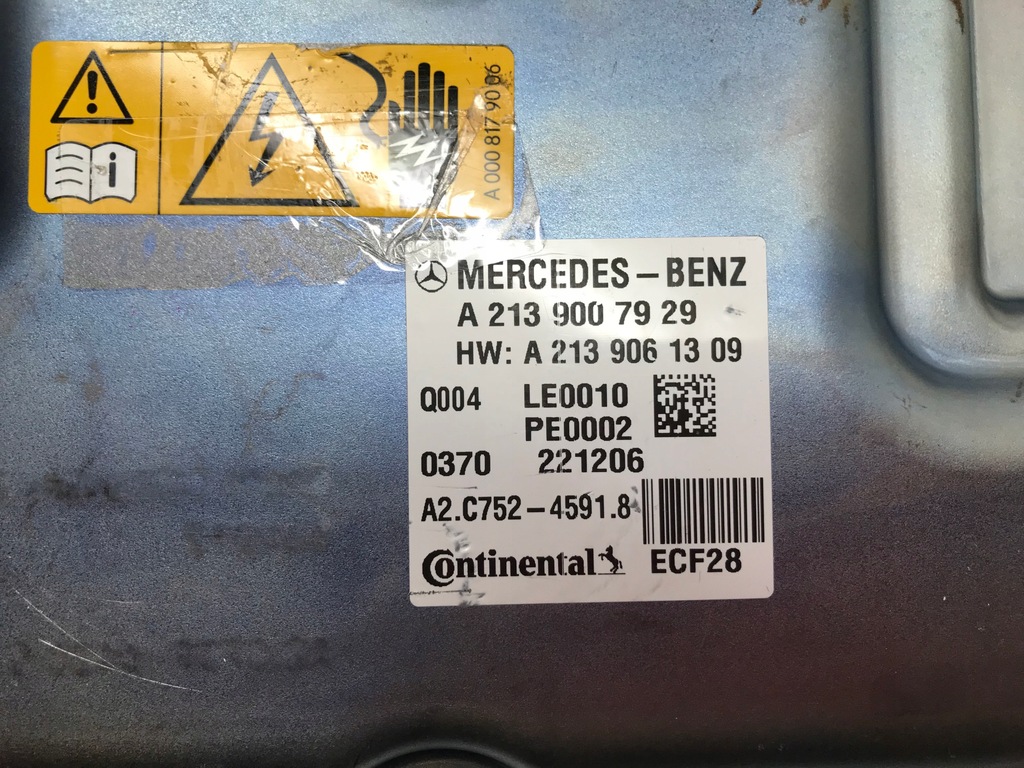 A 000 817 90 06
MERCEDES-BENZ
A 213 900 79 29
HW: A 213 906 13 09
Q004 LE0010
PE0002
0370 221206
A2.C752-4591.8
Continental ECF28